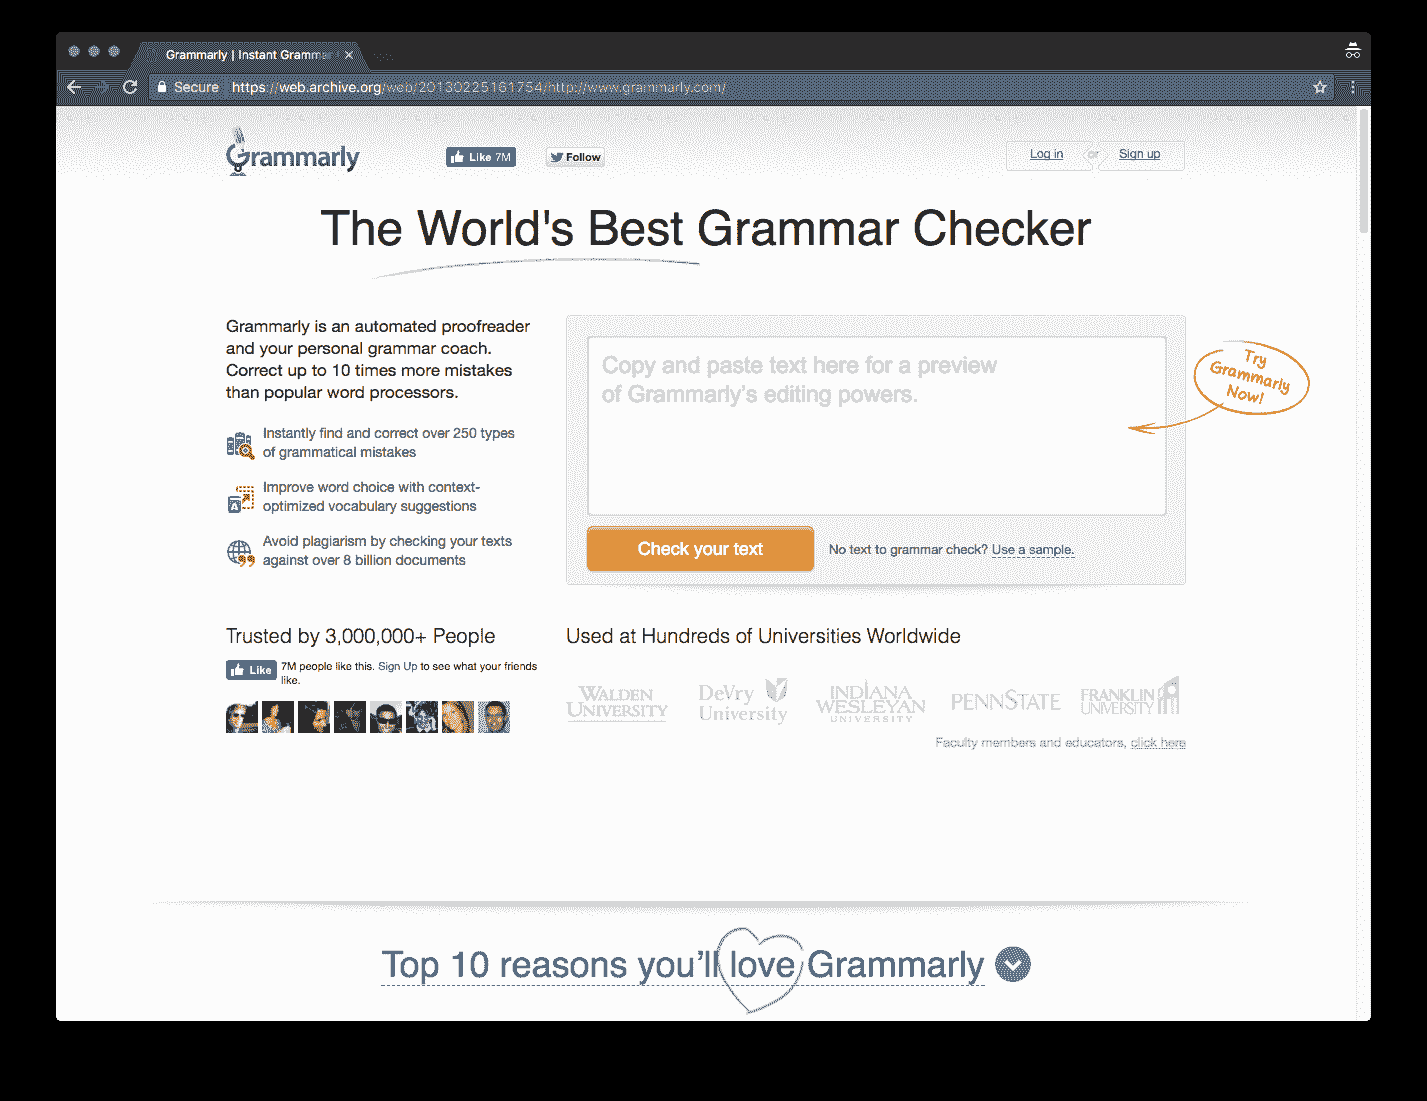 Grammarly | Instant Grammar
Secure https://web.archive.org/web/20130225161754/http://www.grammarly.com/
Grammarly
Like 7M
Follow
Log in or Sign up
The World's Best Grammar Checker
Grammarly is an automated proofreader
and your personal grammar coach.
Correct up to 10 times more mistakes
than popular word processors.
Instantly find and correct over 250 types
of grammatical mistakes
Improve word choice with context-
optimized vocabulary suggestions
Avoid plagiarism by checking your texts
against over 8 billion documents
Copy and paste text here for a preview
of Grammarly's editing powers.
Try
Grammarly
Now!
Check your text
No text to grammar check? Use a sample.
Trusted by 3,000,000+ People
Like
7M people like this. Sign Up to see what your friends
like.
Used at Hundreds of Universities Worldwide
WALDEN
UNIVERSITY
DeVry
University
INDIANA
WESLEYAN
UNIVERSITY
PENNSTATE
FRANKLIN
UNIVERSITY
Faculty members and educators, click here
Top 10 reasons you'll love Grammarly